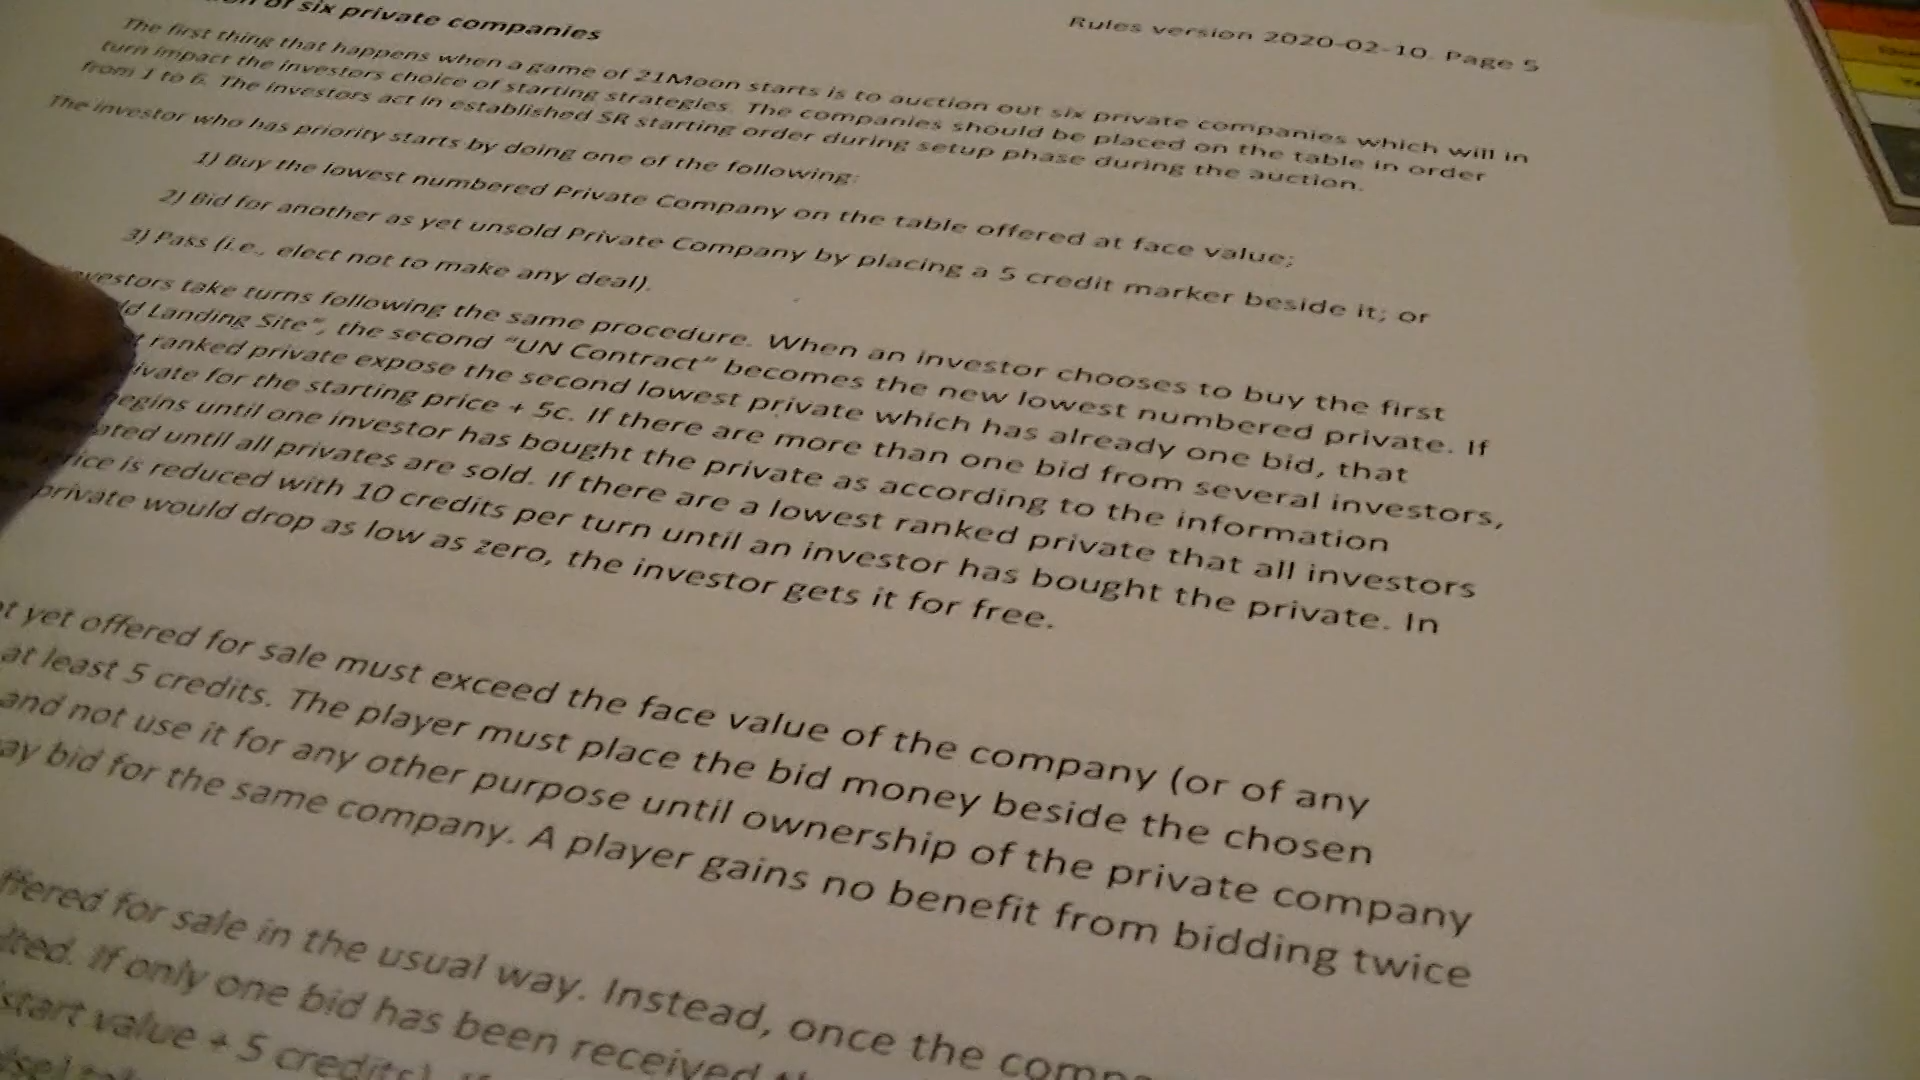 of six private companies
Rules version 2020-02-10. Page 5
The first thing that happens when a game of 21Moon starts is to auction out six private companies which will in
turn impact the investors choice of starting strategies. The companies should be placed on the table in order
from 1 to 6. The investors act in established SR starting order during setup phase during the auction.
The investor who has priority starts by doing one of the following:
1) Buy the lowest numbered Private Company on the table offered at face value;
2) Bid for another as yet unsold Private Company by placing a 5 credit marker beside it; or
3) Pass (i.e., elect not to make any deal).
take turns following the same procedure. When an investor chooses to buy the first
Landing Site", the second "UN Contract" becomes the new lowest numbered private. If
ranked private expose the second lowest private which has already one bid, that
for the starting price + 5c. If there are more than one bid from several investors,
until one investor has bought the private as according to the information
until all privates are sold. If there are a lowest ranked private that all investors
is reduced with 10 credits per turn until an investor has bought the private. In
private would drop as low as zero, the investor gets it for free.
yet offered for sale must exceed the face value of the company (or of any
at least 5 credits. The player must place the bid money beside the chosen
and not use it for any other purpose until ownership of the private company
bid for the same company. A player gains no benefit from bidding twice
for sale in the usual way. Instead, once the
If only one bid has been received
start value + 5 credits).